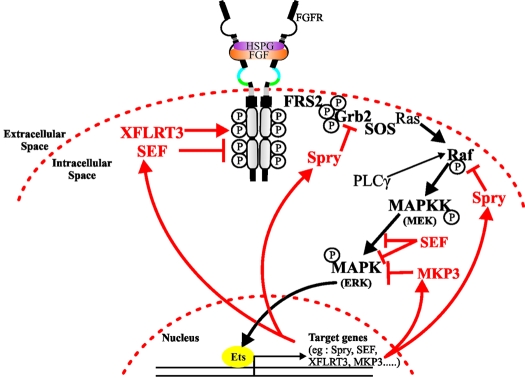 FGFR
HSPG
FGF
FRS2
P
P
Grb2
P
SOS
Ras
Extracellular
Space
Intracellular
Space
XFLRT3
SEF
P
P
P
P
P
P
P
P
Spry
PLCγ
Raf
P
Spry
MAPKK
(MEK)
P
SEF
P
MAPK
(ERK)
MKP3
Nucleus
Ets
Target genes
(eg : Spry, SEF,
XFLRT3, MKP3.....)